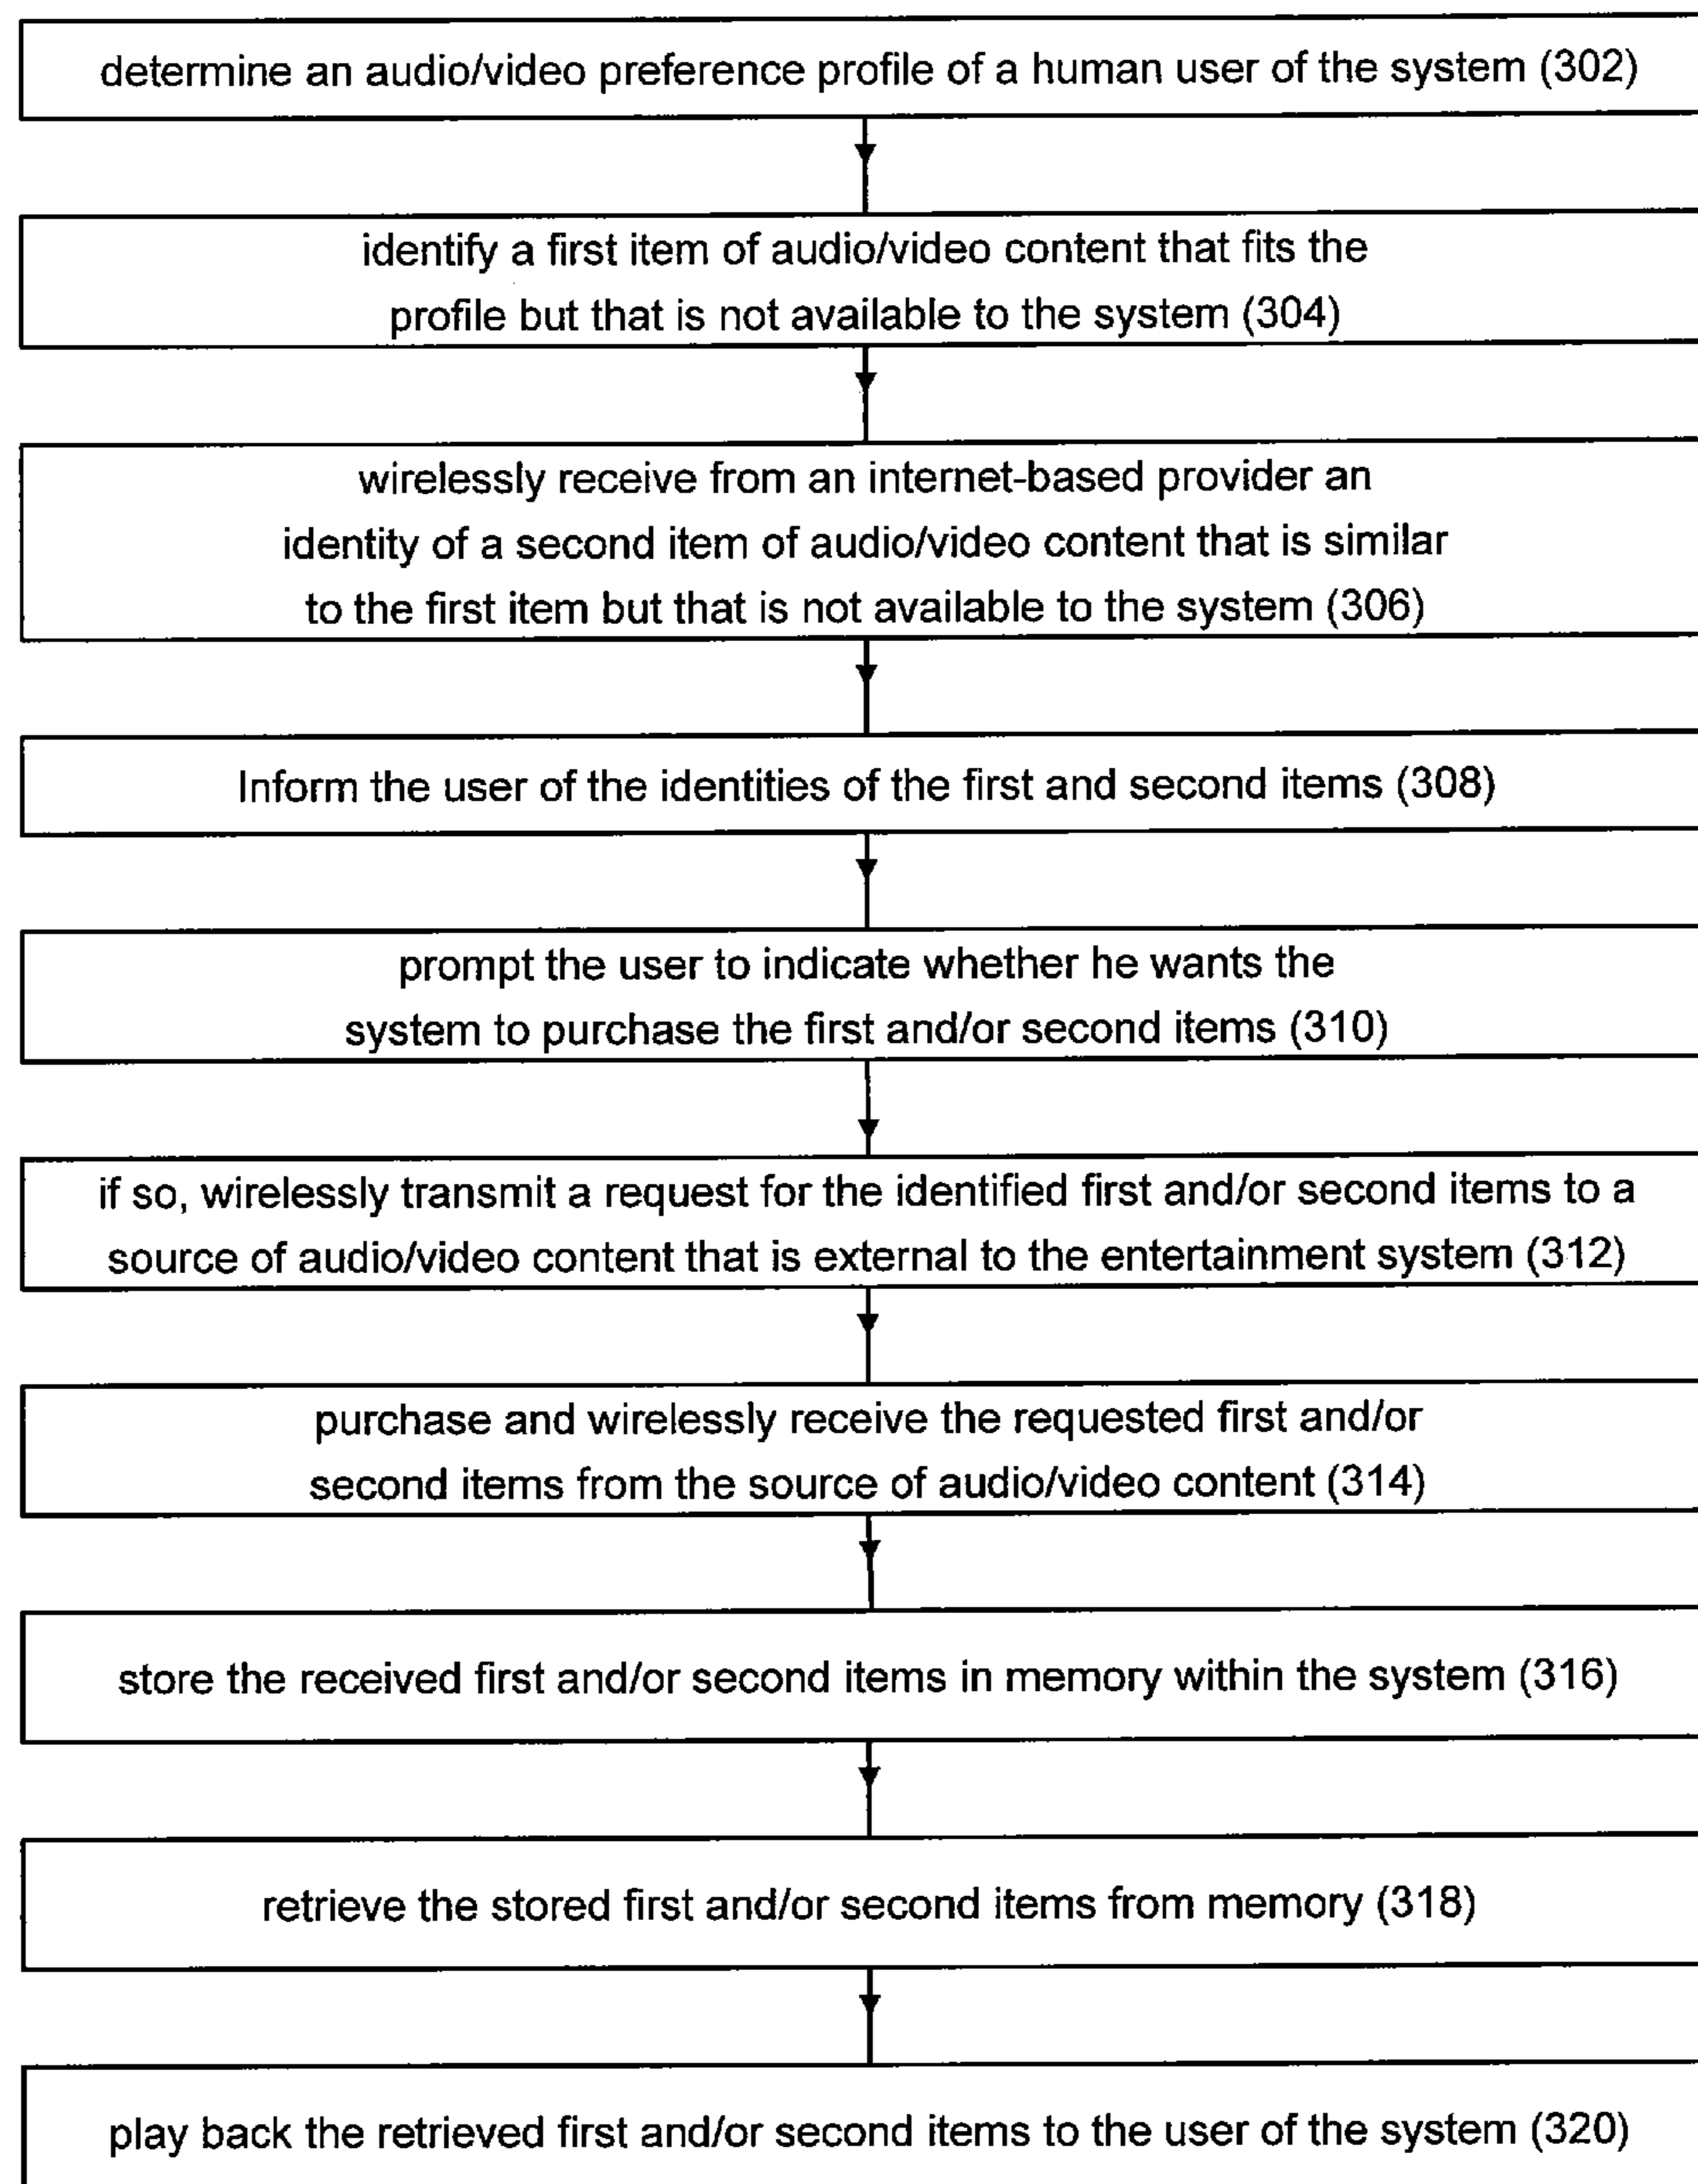 determine an audio/video preference profile of a human user of the system (302)
identify a first item of audio/video content that fits the
profile but that is not available to the system (304)
wirelessly receive from an internet-based provider an
identity of a second item of audio/video content that is similar
to the first item but that is not available to the system (306)
Inform the user of the identities of the first and second items (308)
prompt the user to indicate whether he wants the
system to purchase the first and/or second items (310)
if so, wirelessly transmit a request for the identified first and/or second items to a
source of audio/video content that is external to the entertainment system (312)
purchase and wirelessly receive the requested first and/or
second items from the source of audio/video content (314)
store the received first and/or second items in memory within the system (316)
retrieve the stored first and/or second items from memory (318)
play back the retrieved first and/or second items to the user of the system (320)